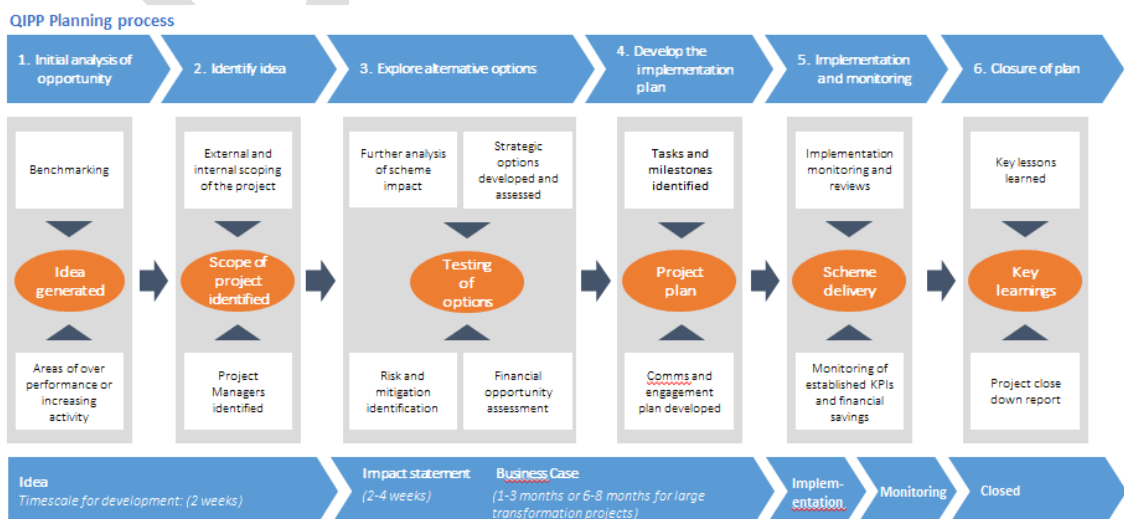 QIPP Planning process
1. Initial analysis of
opportunity
2. Identify idea
3. Explore alternative options
4. Develop the
implementation
plan
5. Implementation
and monitoring
6. Closure of plan
Benchmarking
External and
internal scoping
of the project
Further analysis
of scheme
impact
Strategic
options
developed and
assessed
Tasks and
milestones
identified
Implementation
monitoring and
reviews
Key lessons
learned
Idea
generated
Scope of
project
identified
Testing
of
options
Project
plan
Scheme
delivery
Key
learnings
Areas of over
performance or
increasing
activity
Project
Managers
identified
Risk and
mitigation
identification
Financial
opportunity
assessment
Comms and
engagement
plan developed
Monitoring of
established KPIs
and financial
savings
Project close
down report
Idea
Timescale for development: (2 weeks)
Impact statement
(2-4 weeks)
Business Case
(1-3 months or 6-8 months for large
transformation projects)
Implem-
entation
Monitoring
Closed